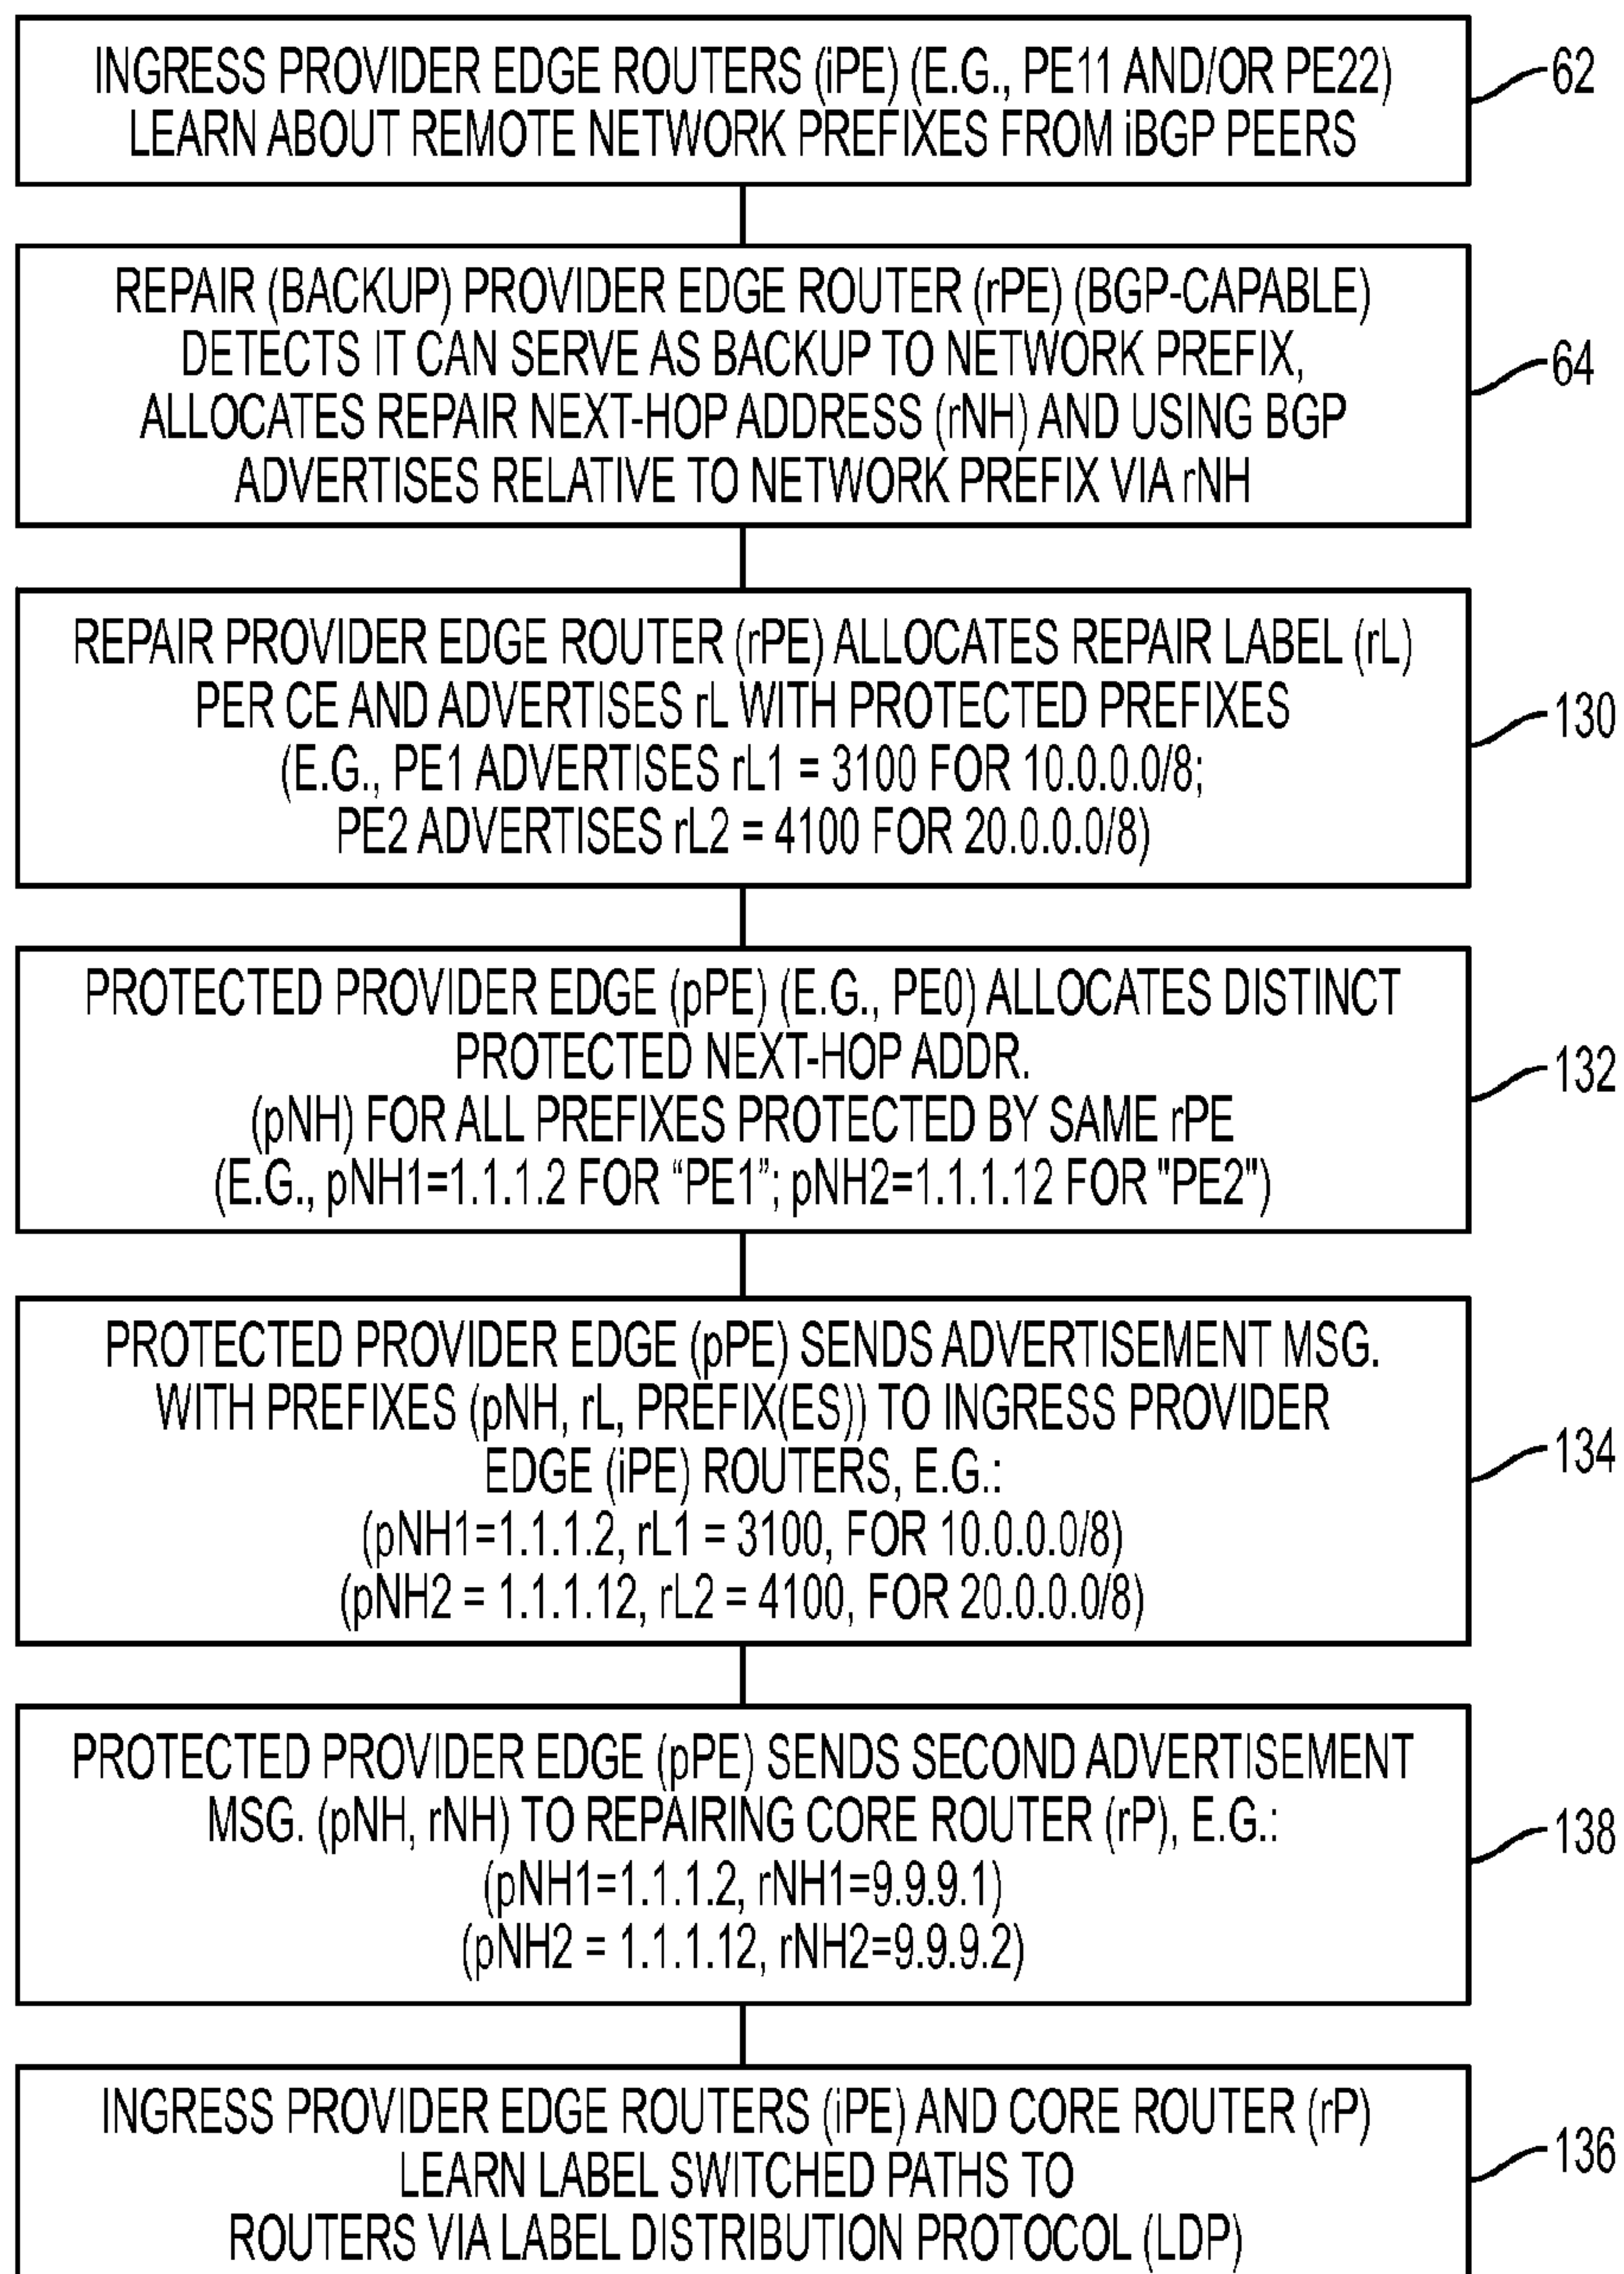 INGRESS PROVIDER EDGE ROUTERS (iPE) (E.G., PE11 AND/OR PE22)
LEARN ABOUT REMOTE NETWORK PREFIXES FROM iBGP PEERS
62
REPAIR (BACKUP) PROVIDER EDGE ROUTER (rPE) (BGP-CAPABLE)
DETECTS IT CAN SERVE AS BACKUP TO NETWORK PREFIX,
ALLOCATES REPAIR NEXT-HOP ADDRESS (rNH) AND USING BGP
ADVERTISES RELATIVE TO NETWORK PREFIX VIA rNH
64
REPAIR PROVIDER EDGE ROUTER (rPE) ALLOCATES REPAIR LABEL (rL)
PER CE AND ADVERTISES rL WITH PROTECTED PREFIXES
(E.G., PE1 ADVERTISES rL1 = 3100 FOR 10.0.0.0/8;
PE2 ADVERTISES rL2 = 4100 FOR 20.0.0.0/8)
130
PROTECTED PROVIDER EDGE (pPE) (E.G., PE0) ALLOCATES DISTINCT
PROTECTED NEXT-HOP ADDR.
(pNH) FOR ALL PREFIXES PROTECTED BY SAME rPE
(E.G., pNH1=1.1.1.2 FOR “PE1”; pNH2=1.1.1.12 FOR "PE2")
132
PROTECTED PROVIDER EDGE (pPE) SENDS ADVERTISEMENT MSG.
WITH PREFIXES (pNH, rL, PREFIX(ES)) TO INGRESS PROVIDER
EDGE (iPE) ROUTERS, E.G.:
(pNH1=1.1.1.2, rL1 = 3100, FOR 10.0.0.0/8)
(pNH2 = 1.1.1.12, rL2 = 4100, FOR 20.0.0.0/8)
134
PROTECTED PROVIDER EDGE (pPE) SENDS SECOND ADVERTISEMENT
MSG. (pNH, rNH) TO REPAIRING CORE ROUTER (rP), E.G.:
(pNH1=1.1.1.2, rNH1=9.9.9.1)
(pNH2 = 1.1.1.12, rNH2=9.9.9.2)
138
INGRESS PROVIDER EDGE ROUTERS (iPE) AND CORE ROUTER (rP)
LEARN LABEL SWITCHED PATHS TO
ROUTERS VIA LABEL DISTRIBUTION PROTOCOL (LDP)
136